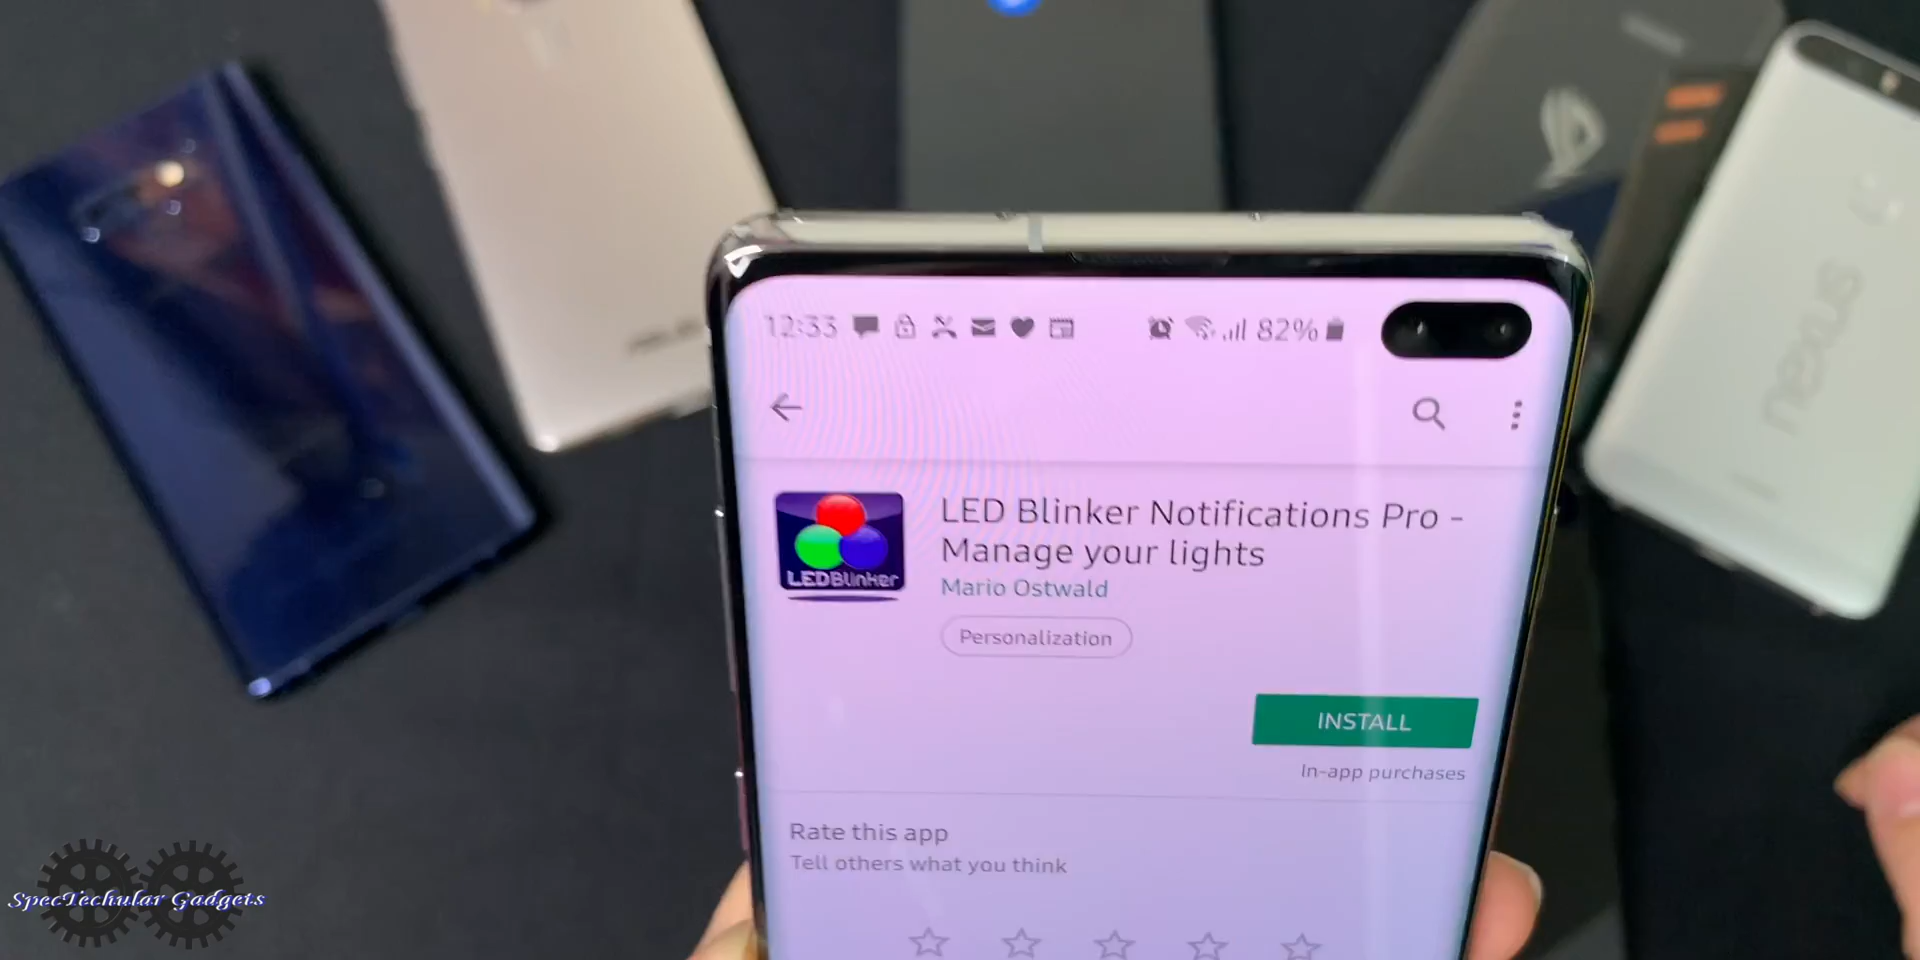 12:33
82%
LED Blinker Notifications Pro -
Manage your lights
LEDBlinker
Mario Ostwald
Personalization
INSTALL
In-app purchases
Rate this app
Tell others what you think
nexus
SpecTechular Gadgets